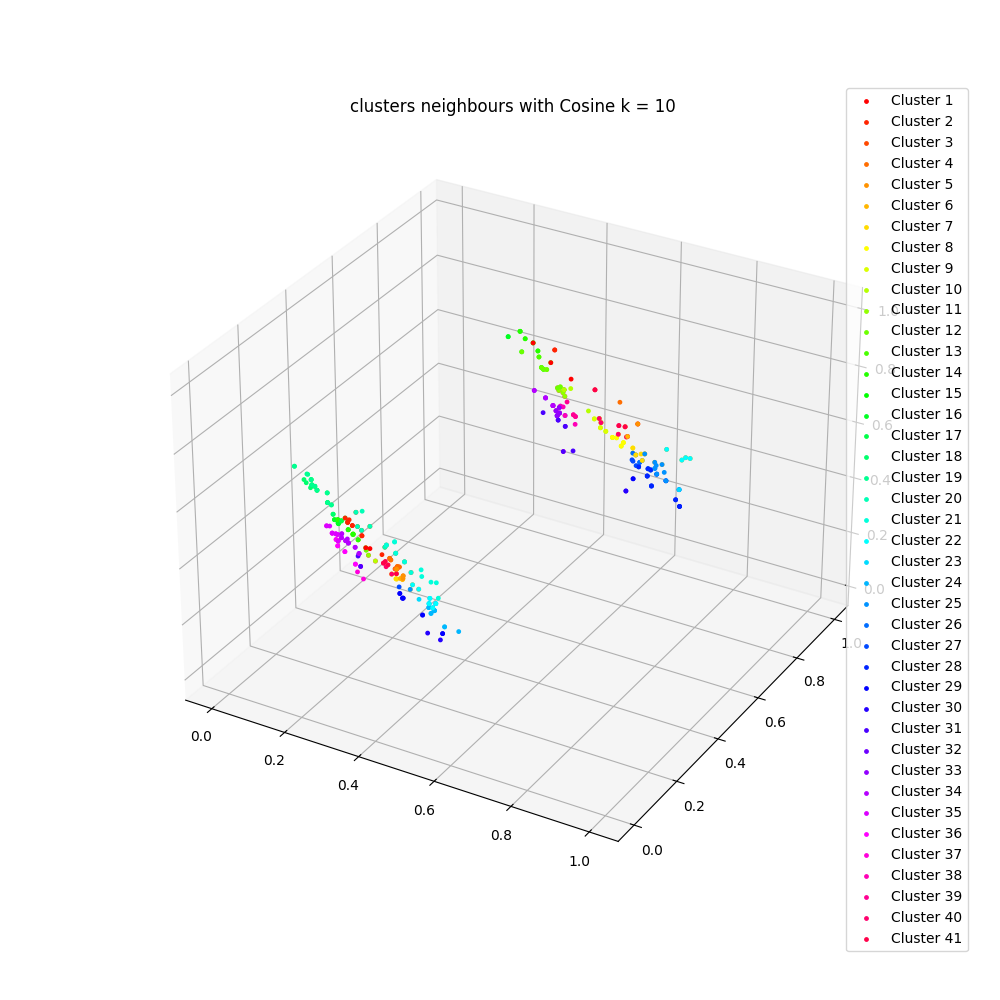 clusters neighbours with Cosine k = 10
Cluster 1
Cluster 2
Cluster 3
Cluster 4
Cluster 5
Cluster 6
Cluster 7
Cluster 8
Cluster 9
Cluster 10
Cluster 11
Cluster 12
Cluster 13
Cluster 14
Cluster 15
Cluster 16
Cluster 17
Cluster 18
Cluster 19
Cluster 20
Cluster 21
Cluster 22
Cluster 23
Cluster 24
Cluster 25
Cluster 26
Cluster 27
Cluster 28
Cluster 29
Cluster 30
Cluster 31
Cluster 32
Cluster 33
Cluster 34
Cluster 35
Cluster 36
Cluster 37
Cluster 38
Cluster 39
Cluster 40
Cluster 41
0.8
0.6
0.4
0.2
0.0
1.0
0.8
0.6
0.4
0.2
0.0
0.0
0.2
0.4
0.6
0.8
1.0